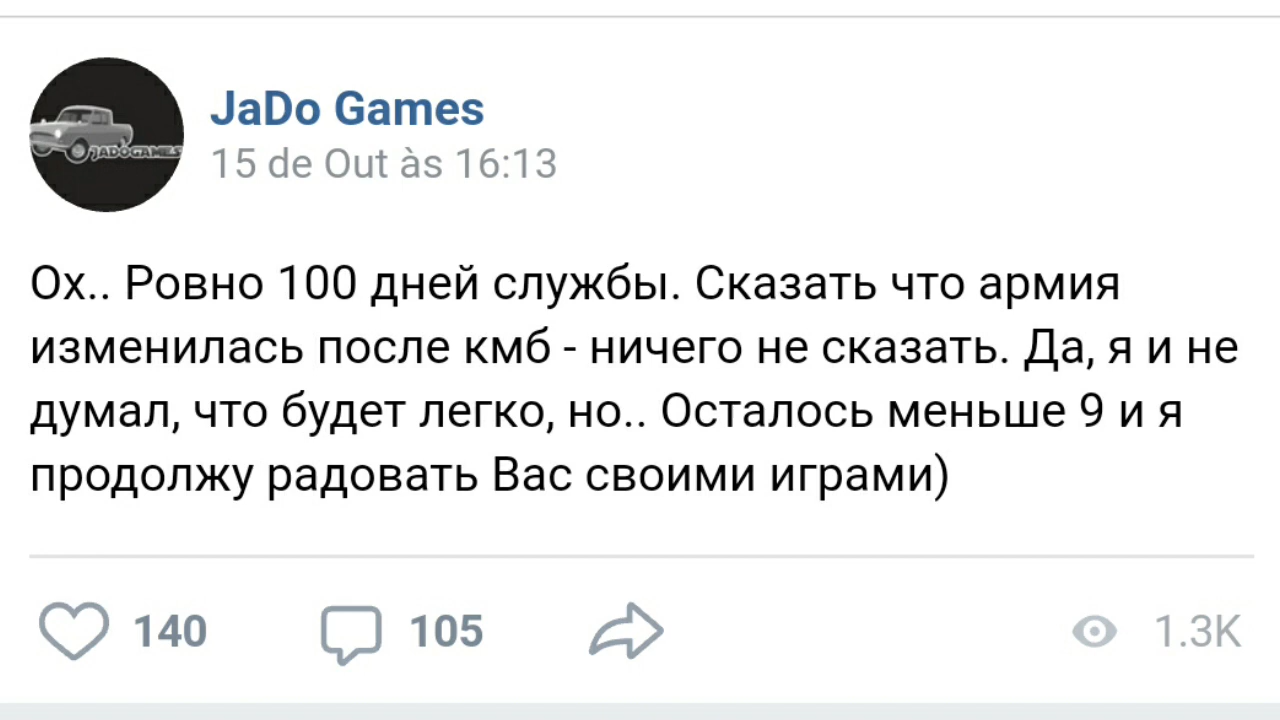 JADOGAMES
JaDo Games
15 de Out às 16:13
Ох.. Ровно 100 дней службы. Сказать что армия
изменилась после кмб - ничего не сказать. Да, я и не
думал, что будет легко, но.. Осталось меньше 9 и я
продолжу радовать Вас своими играми)
140
105
1.3K